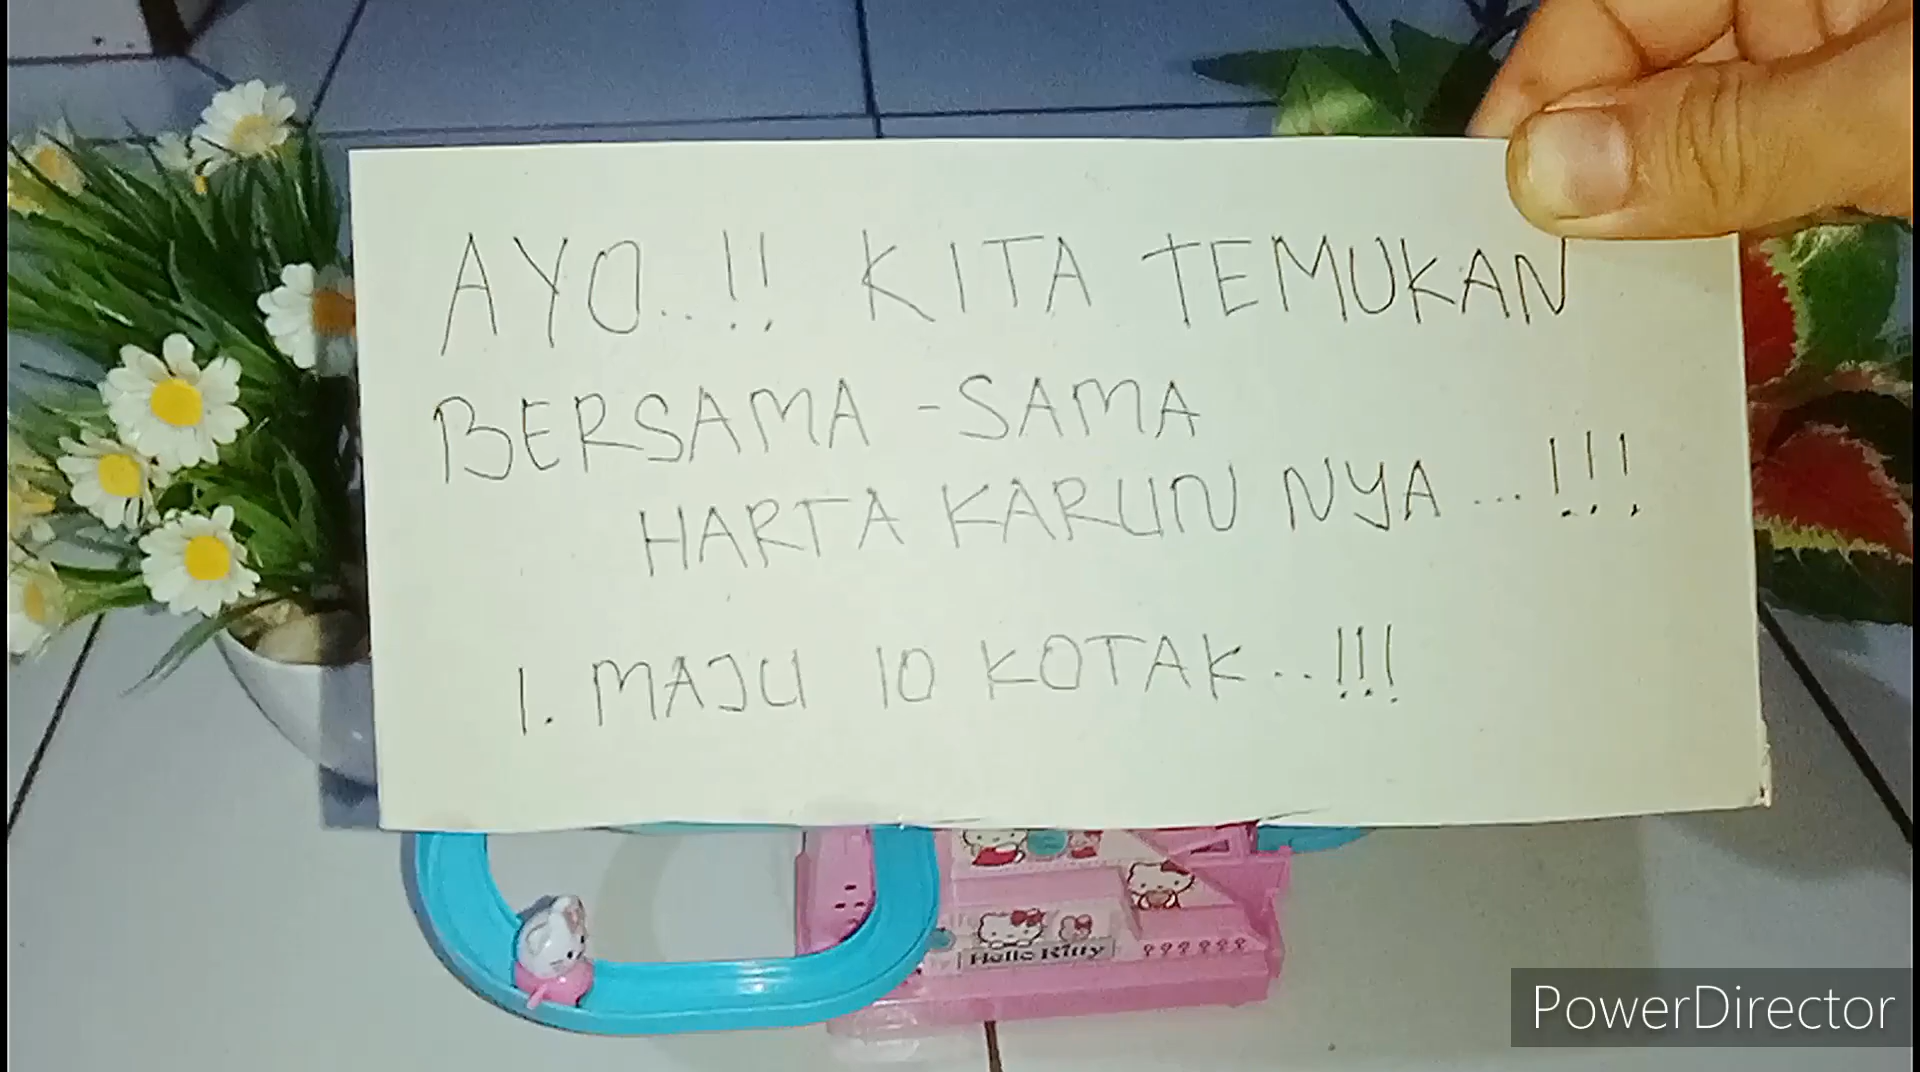 AYO..!! KITA TEMUKAN
BERSAMA-SAMA
HARTA KARUN NYA...!!!
1. MAJU 10 KOTAK..!!!
Hello Kitty
PowerDirector